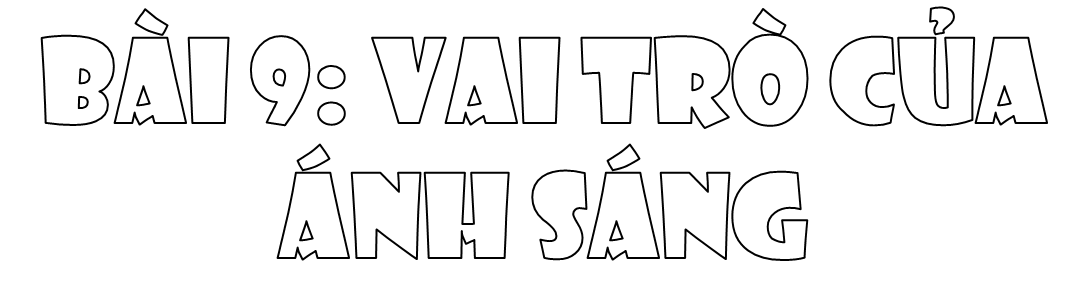 BÀI 9: VAI TRÒ CỦA
ÁNH SÁNG